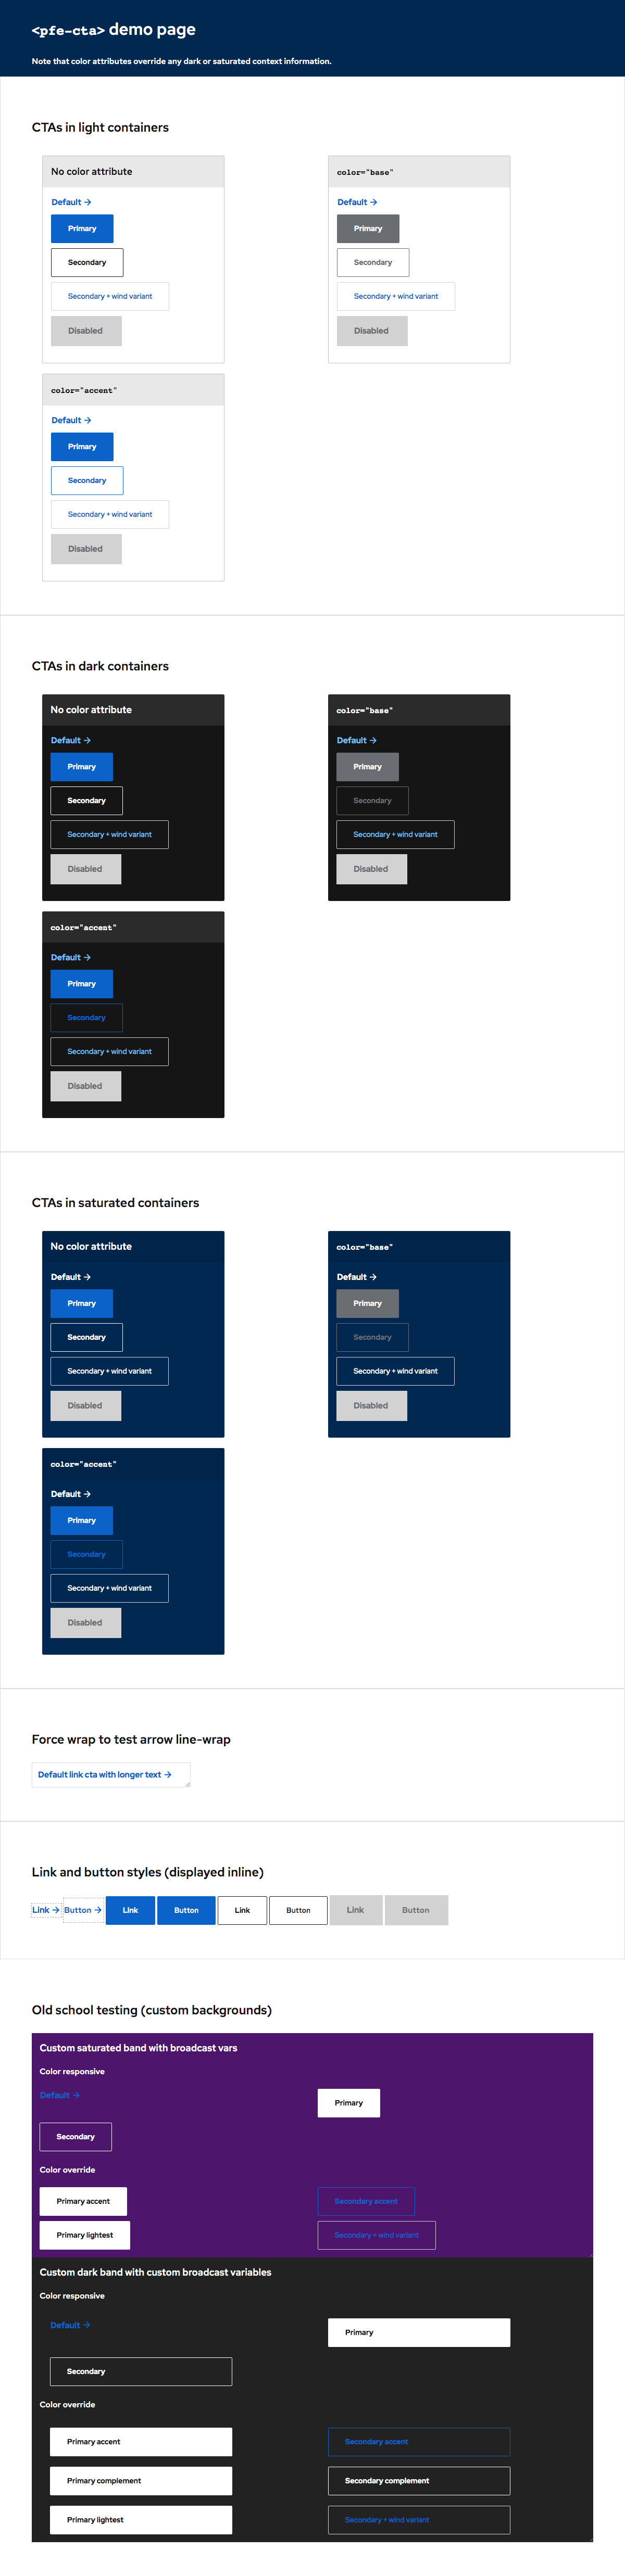 <pfe-cta> demo page
Note that color attributes override any dark or saturated context information.
CTAs in light containers
No color attribute
Default →
Primary
Secondary
Secondary + wind variant
Disabled
color="base"
Default →
Primary
Secondary
Secondary + wind variant
Disabled
color="accent"
Default →
Primary
Secondary
Secondary + wind variant
Disabled
CTAs in dark containers
No color attribute
Default →
Primary
Secondary
Secondary + wind variant
Disabled
color="base"
Default →
Primary
Secondary
Secondary + wind variant
Disabled
color="accent"
Default →
Primary
Secondary
Secondary + wind variant
Disabled
CTAs in saturated containers
No color attribute
Default →
Primary
Secondary
Secondary + wind variant
Disabled
color="base"
Default →
Primary
Secondary
Secondary + wind variant
Disabled
color="accent"
Default →
Primary
Secondary
Secondary + wind variant
Disabled
Force wrap to test arrow line-wrap
Default link cta with longer text →
Link and button styles (displayed inline)
Link → Button → Link Button Link Button Link Button
Old school testing (custom backgrounds)
Custom saturated band with broadcast vars
Color responsive
Default → Primary
Secondary
Color override
Primary accent Secondary accent
Primary lightest Secondary + wind variant
Custom dark band with custom broadcast variables
Color responsive
Default → Primary
Secondary
Color override
Primary accent Secondary accent
Primary complement Secondary complement
Primary lightest Secondary + wind variant